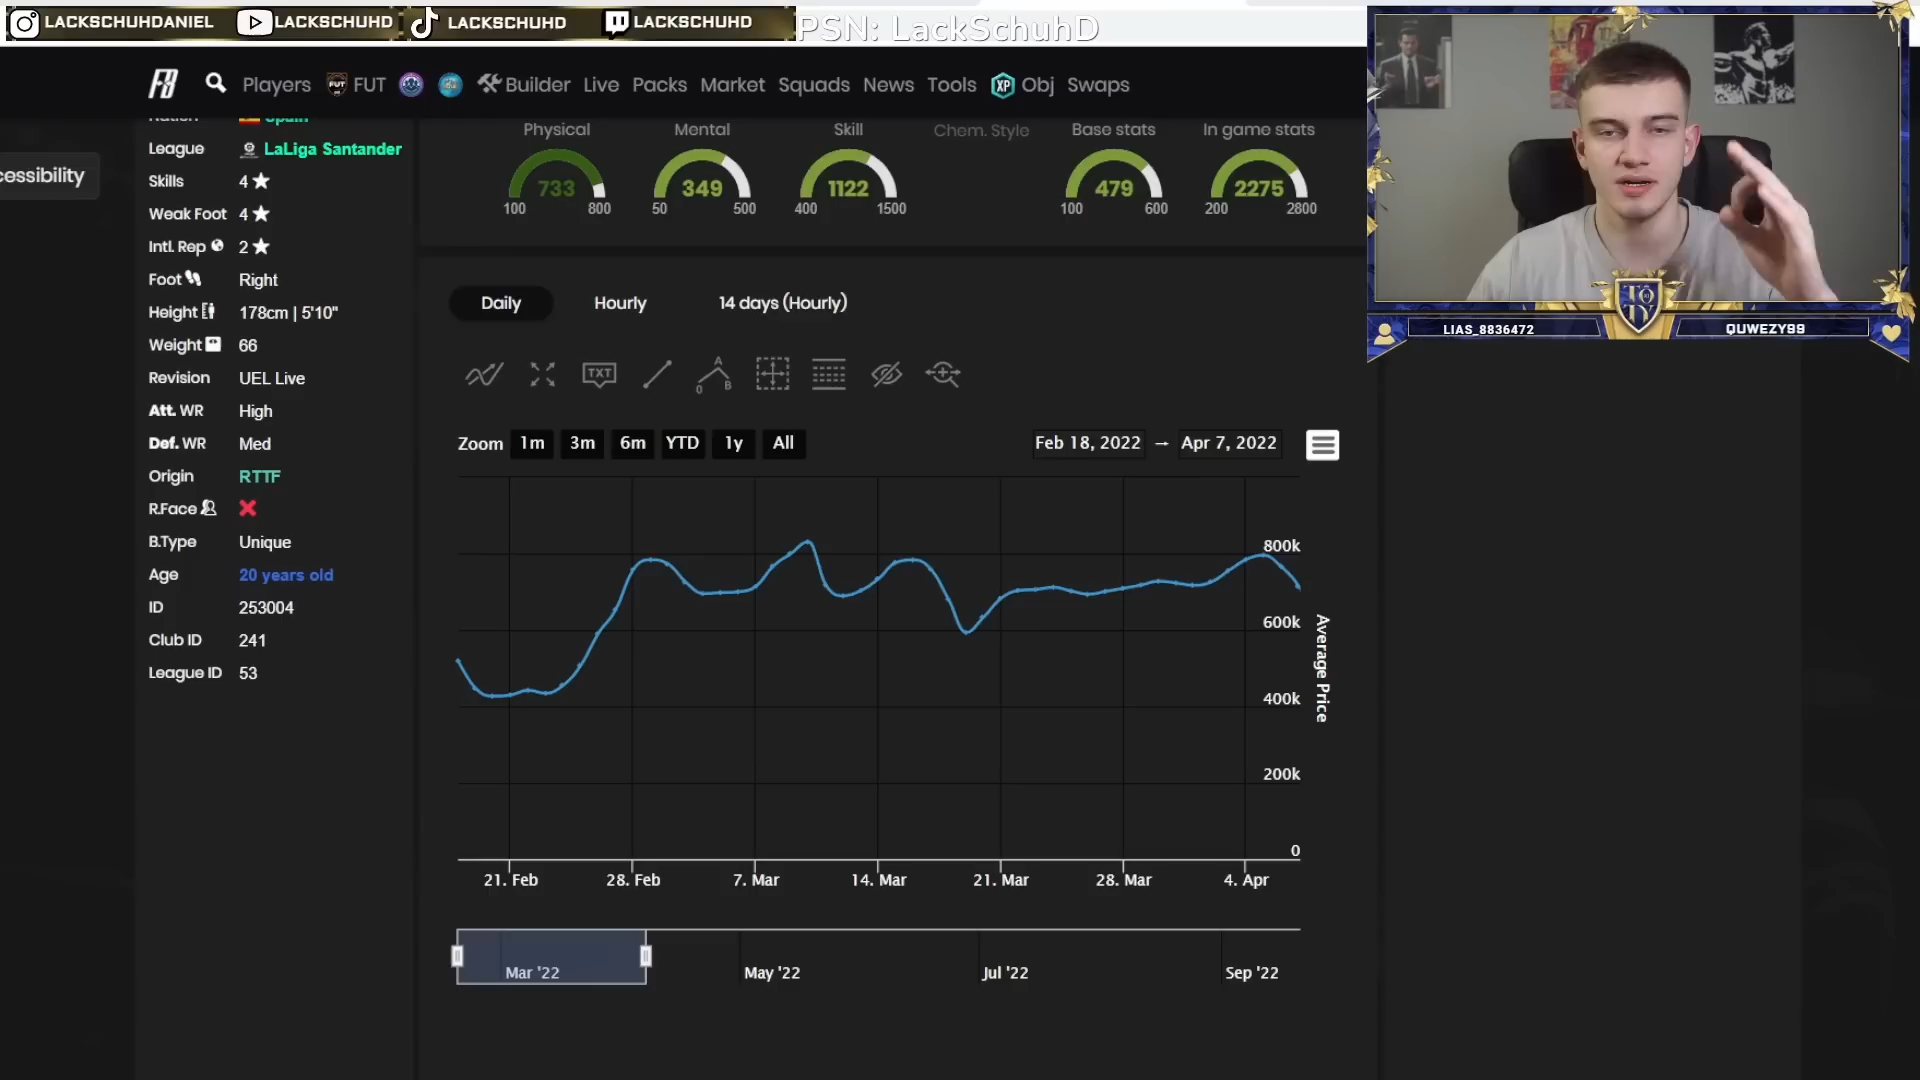 LACKSCHUHDANIEL LACKSCHUHD LACKSCHUHD LACKSCHUHD PSN: LackSchuhD
Players FUT Builder Live Packs Market Squads News Tools XP Obj Swaps
cessibility
Nation Spain
League LaLiga Santander
Skills 4
Weak Foot 4
Intl. Rep 2
Foot Right
Height 178cm | 5'10"
Weight 66
Revision UEL Live
Att. WR High
Def. WR Med
Origin RTTF
R.Face
B.Type Unique
Age 20 years old
ID 253004
Club ID 241
League ID 53
Physical Mental Skill Chem. Style Base stats In game stats
733 349 1122 479 2275
100 800 50 500 400 1500 100 600 200 2800
Daily Hourly 14 days (Hourly)
TXT
A
0 B
Zoom 1m 3m 6m YTD 1y All Feb 18, 2022 → Apr 7, 2022
800k
600k
400k
200k
0
Average Price
21. Feb 28. Feb 7. Mar 14. Mar 21. Mar 28. Mar 4. Apr
Mar '22 May '22 Jul '22 Sep '22
LIAS_8836472 QUWEZY99